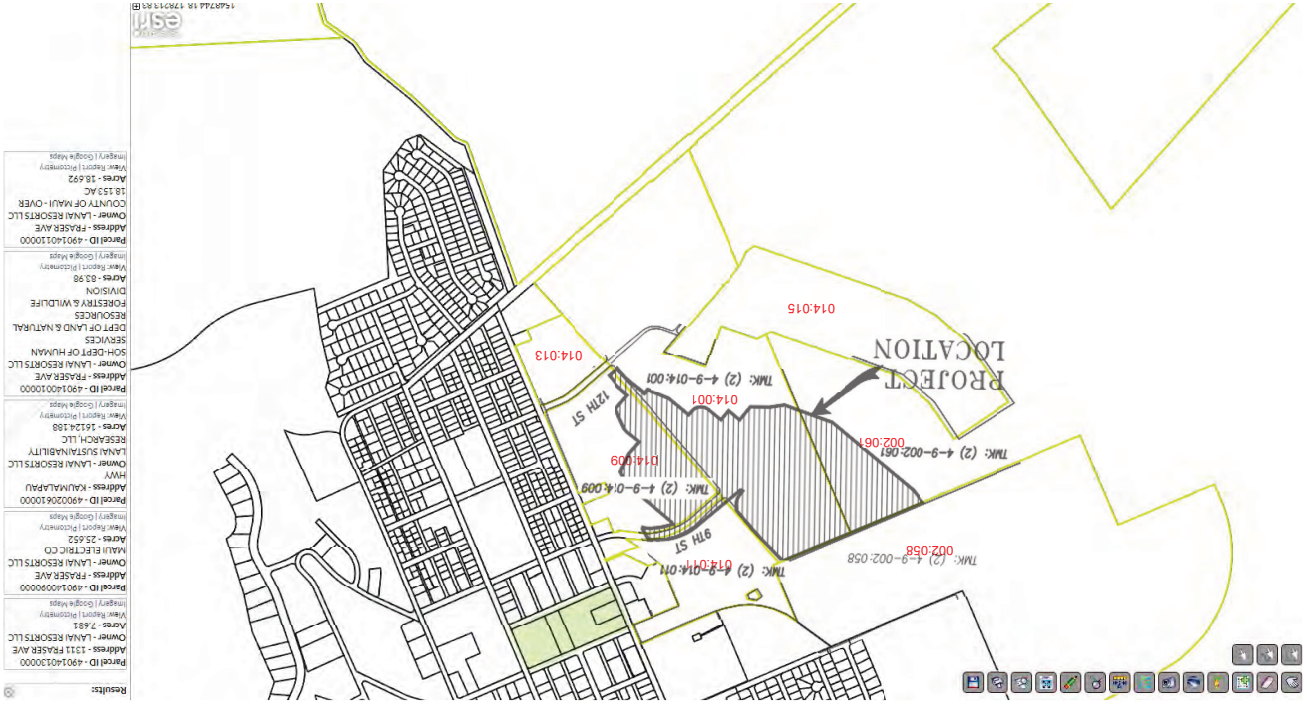 Results:
Parcel ID - 490140130000
Address - 1311 FRASER AVE
Owner - LANAI RESORTS LLC
Acres - 7.681
View: Report | Pictometry
Imagery | Google Maps
Parcel ID - 490140090000
Address - FRASER AVE
Owner - LANAI RESORTS LLC
MAUI ELECTRIC CO
Acres - 25.652
View: Report | Pictometry
Imagery | Google Maps
Parcel ID - 490020610000
Address - KAUMALAPAU
HWY
Owner - LANAI RESORTS LLC
LANAI SUSTAINABILITY
RESEARCH, LLC
Acres - 16124.188
View: Report | Pictometry
Imagery | Google Maps
Parcel ID - 490140010000
Address - FRASER AVE
Owner - LANAI RESORTS LLC
SOH-DEPT OF HUMAN
SERVICES
DEPT OF LAND & NATURAL
RESOURCES
FORESTRY & WILDLIFE
DIVISION
Acres - 83.98
View: Report | Pictometry
Imagery | Google Maps
Parcel ID - 490140110000
Address - FRASER AVE
Owner - LANAI RESORTS LLC
COUNTY OF MAUI - OVER
18.153 AC
Acres - 18.692
View: Report | Pictometry
Imagery | Google Maps
TMK: (2) 4-9-002:058
002:058
TMK: (2) 4-9-014:011
014:011
9TH ST
TMK: (2) 4-9-014:009
014:009
TMK: (2) 4-9-002:061
002:061
12TH ST
014:001
TMK: (2) 4-9-014:001
PROJECT
LOCATION
014:013
014:015
esri
1548744.18, 178213.83